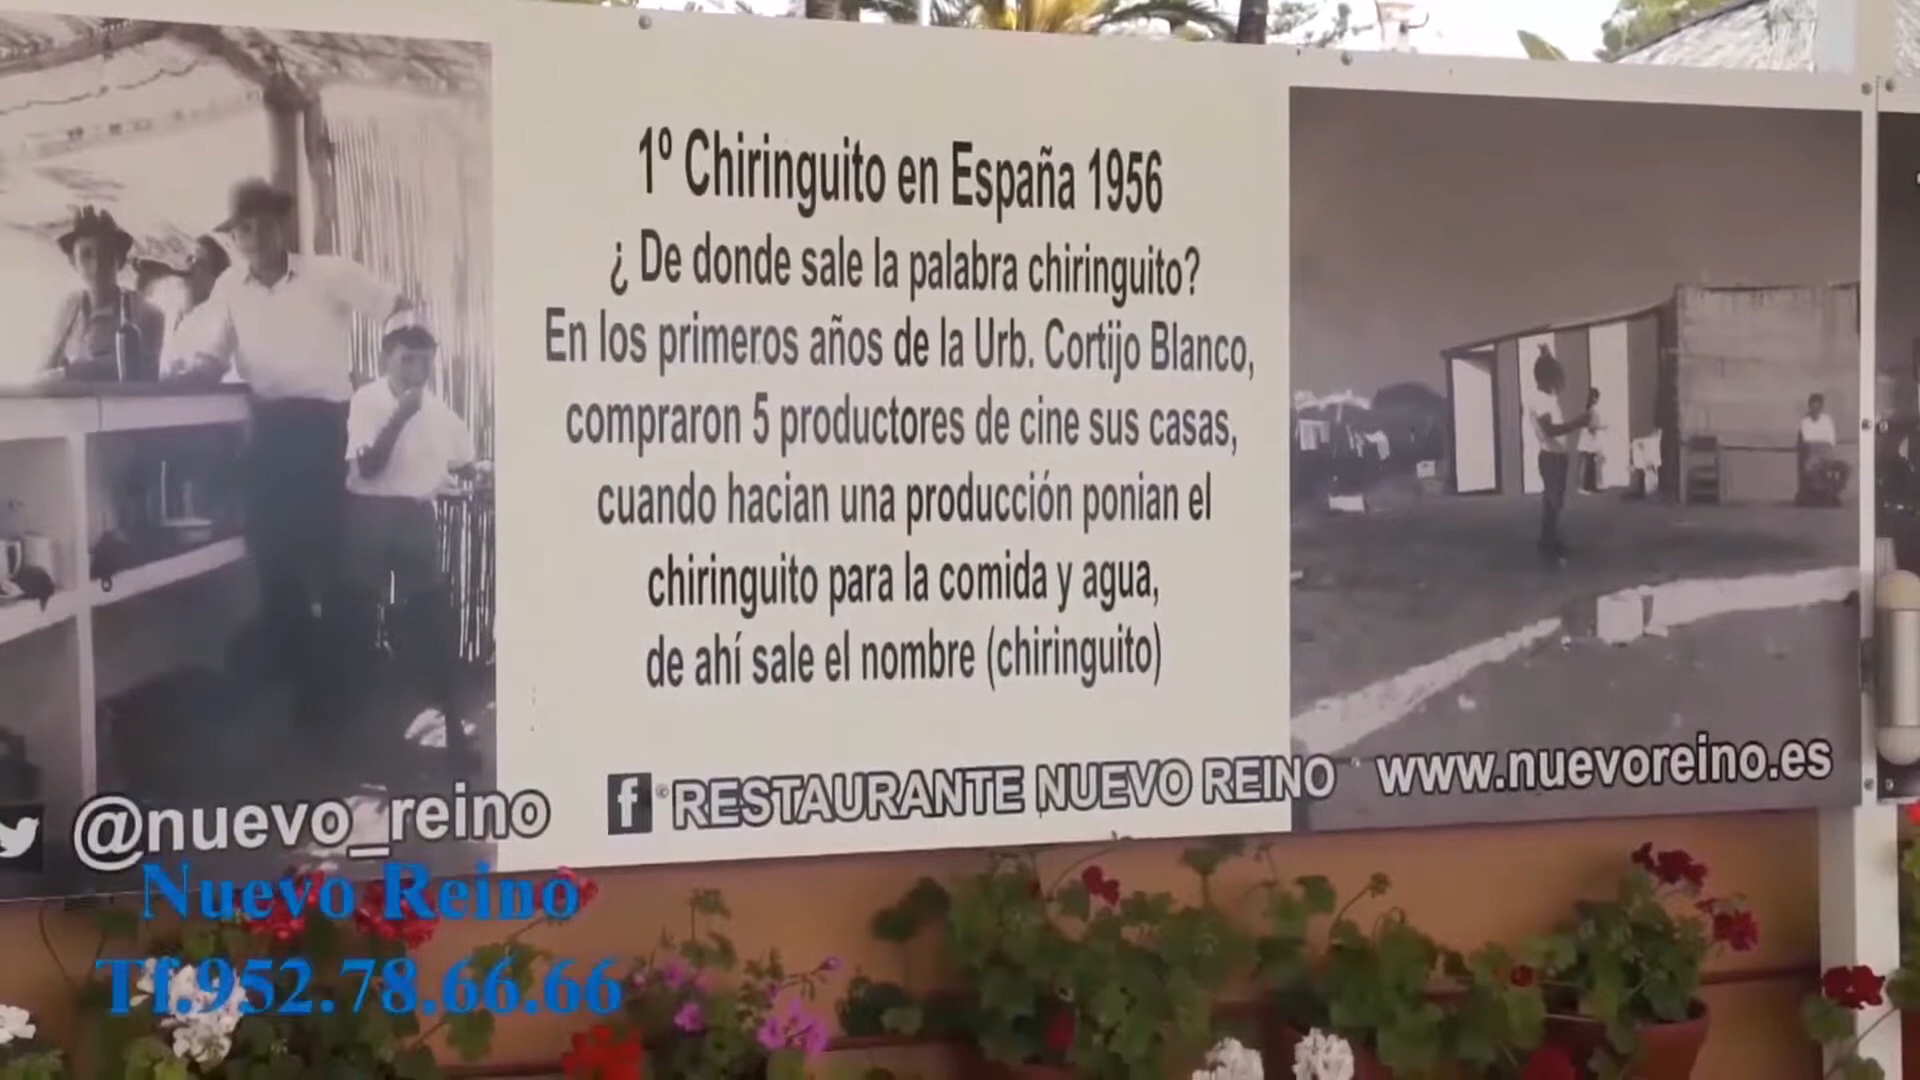 1º Chiringuito en España 1956
¿ De donde sale la palabra chiringuito?
En los primeros años de la Urb. Cortijo Blanco,
compraron 5 productores de cine sus casas,
cuando hacian una producción ponian el
chiringuito para la comida y agua,
de ahí sale el nombre (chiringuito)
@nuevo_reino
f RESTAURANTE NUEVO REINO
www.nuevoreino.es
Nuevo Reino
Tf.952.78.66.66